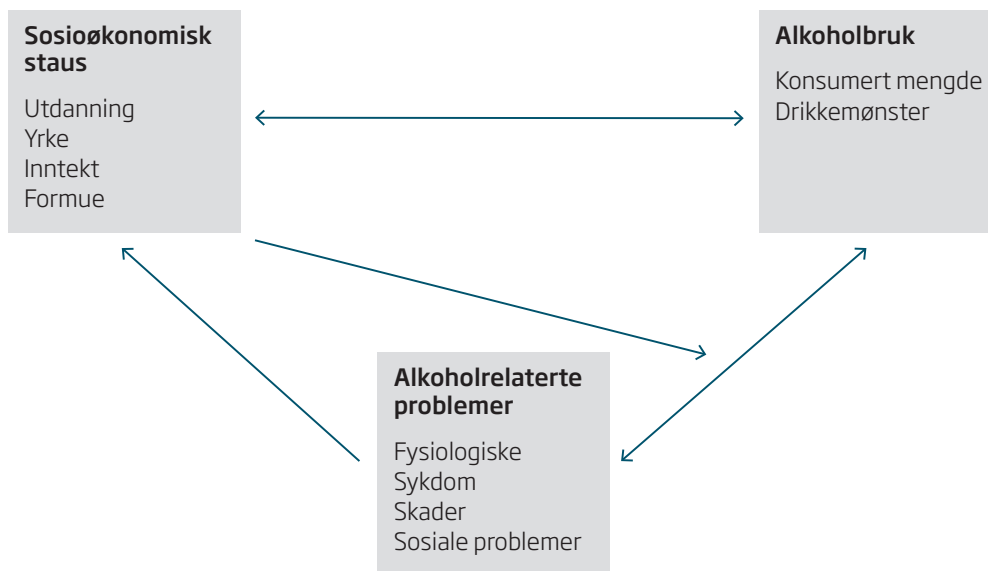 Sosioøkonomisk
staus
Utdanning
Yrke
Inntekt
Formue
Alkoholbruk
Konsumert mengde
Drikkemønster
Alkoholrelaterte
problemer
Fysiologiske
Sykdom
Skader
Sosiale problemer